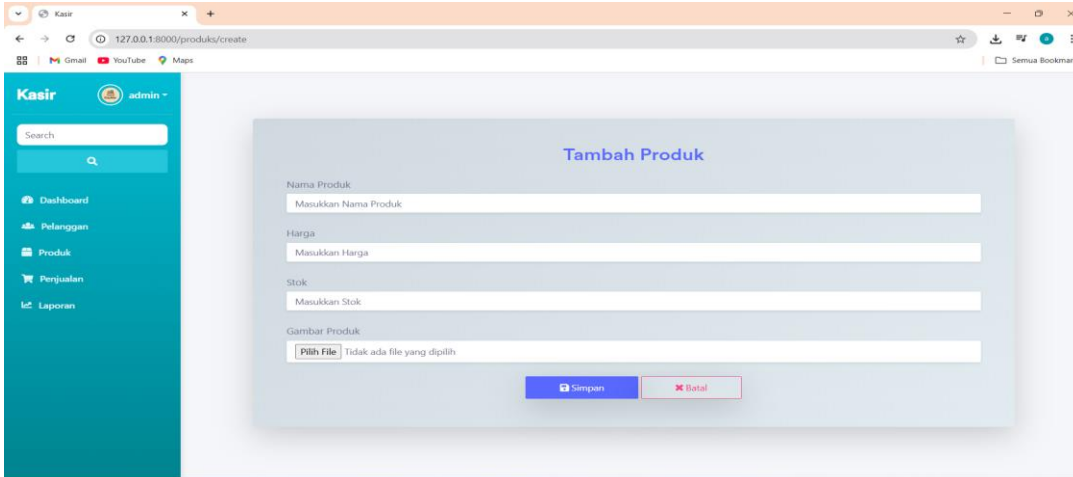 Kasir
127.0.0.1:8000/produks/create
Gmail YouTube Maps
Semua Bookmar
Kasir
admin
Search
Dashboard
Pelanggan
Produk
Penjualan
Laporan
Tambah Produk
Nama Produk
Masukkan Nama Produk
Harga
Masukkan Harga
Stok
Masukkan Stok
Gambar Produk
Pilih File Tidak ada file yang dipilih
Simpan Batal